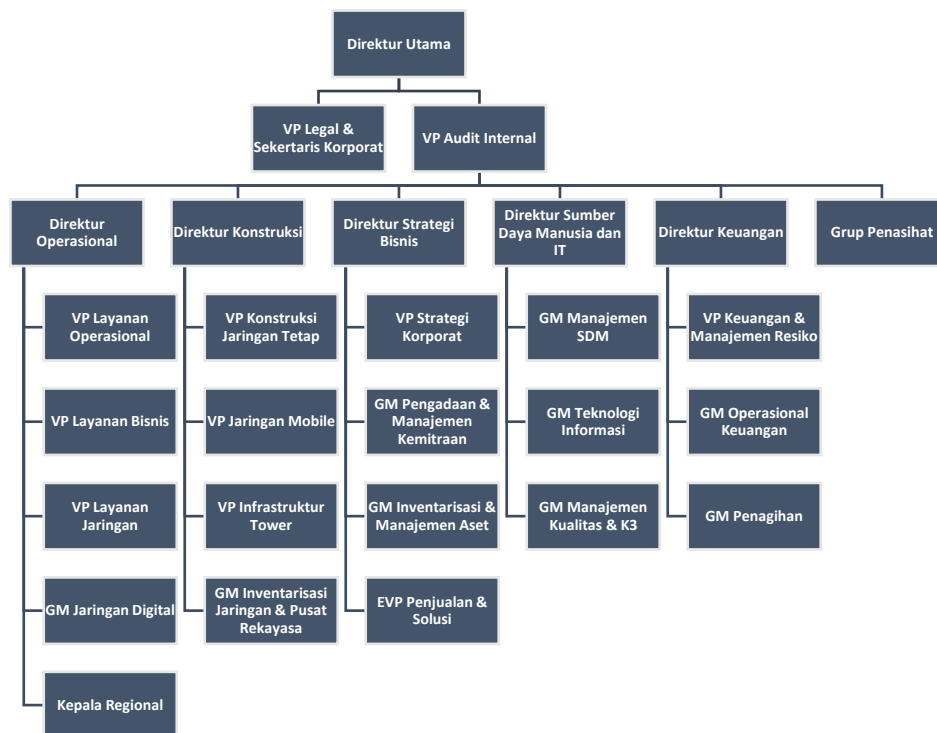 Direktur Utama
VP Legal &
Sekertaris Korporat
VP Audit Internal
Direktur
Operasional
Direktur Konstruksi
Direktur Strategi
Bisnis
Direktur Sumber
Daya Manusia dan
IT
Direktur Keuangan
Grup Penasihat
VP Layanan
Operasional
VP Layanan Bisnis
VP Layanan
Jaringan
GM Jaringan Digital
Kepala Regional
VP Konstruksi
Jaringan Tetap
VP Jaringan Mobile
VP Infrastruktur
Tower
GM Inventarisasi
Jaringan & Pusat
Rekayasa
VP Strategi
Korporat
GM Pengadaan &
Manajemen
Kemitraan
GM Inventarisasi &
Manajemen Aset
EVP Penjualan &
Solusi
GM Manajemen
SDM
GM Teknologi
Informasi
GM Manajemen
Kualitas & K3
VP Keuangan &
Manajemen Resiko
GM Operasional
Keuangan
GM Penagihan